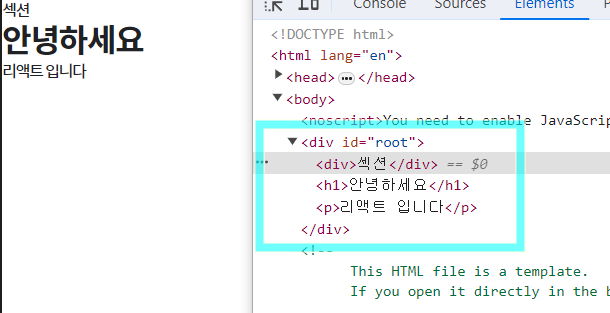 섹션
안녕하세요
리액트 입니다
Console Sources Elements
<!DOCTYPE html>
<html lang="en">
<head> ••• </head>
<body>
<noscript>You need to enable JavaScrip
<div id="root">
••• <div>섹션</div> == $0
<h1>안녕하세요</h1>
<p>리액트 입니다</p>
</div>
<!--
This HTML file is a template.
If you open it directly in the b